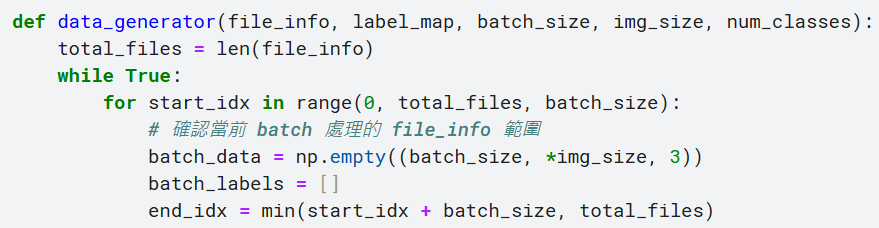 def data_generator(file_info, label_map, batch_size, img_size, num_classes):
    total_files = len(file_info)
    while True:
        for start_idx in range(0, total_files, batch_size):
            # 確認當前 batch 處理的 file_info 範圍
            batch_data = np.empty((batch_size, *img_size, 3))
            batch_labels = []
            end_idx = min(start_idx + batch_size, total_files)